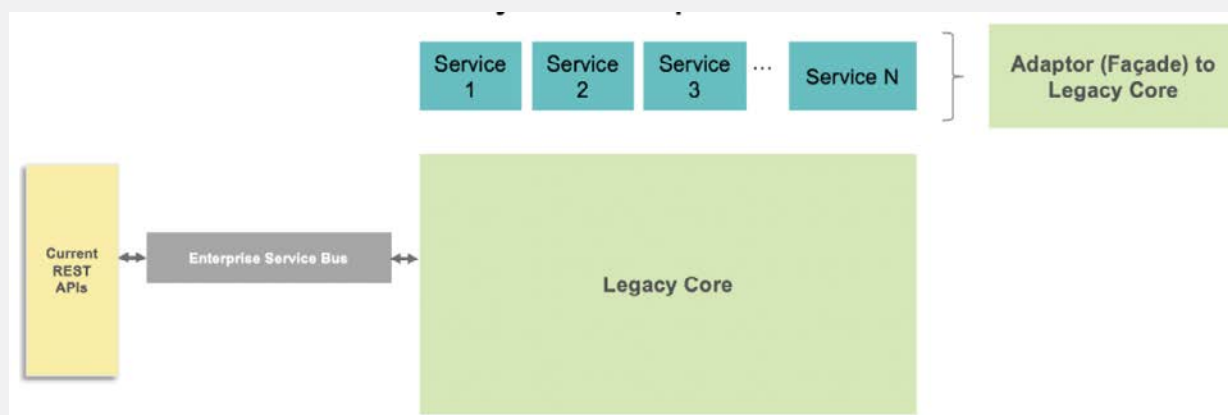 Service
1
Service
2
Service
3
...
Service N
Adaptor (Façade) to
Legacy Core
Current
REST
APIs
Enterprise Service Bus
Legacy Core